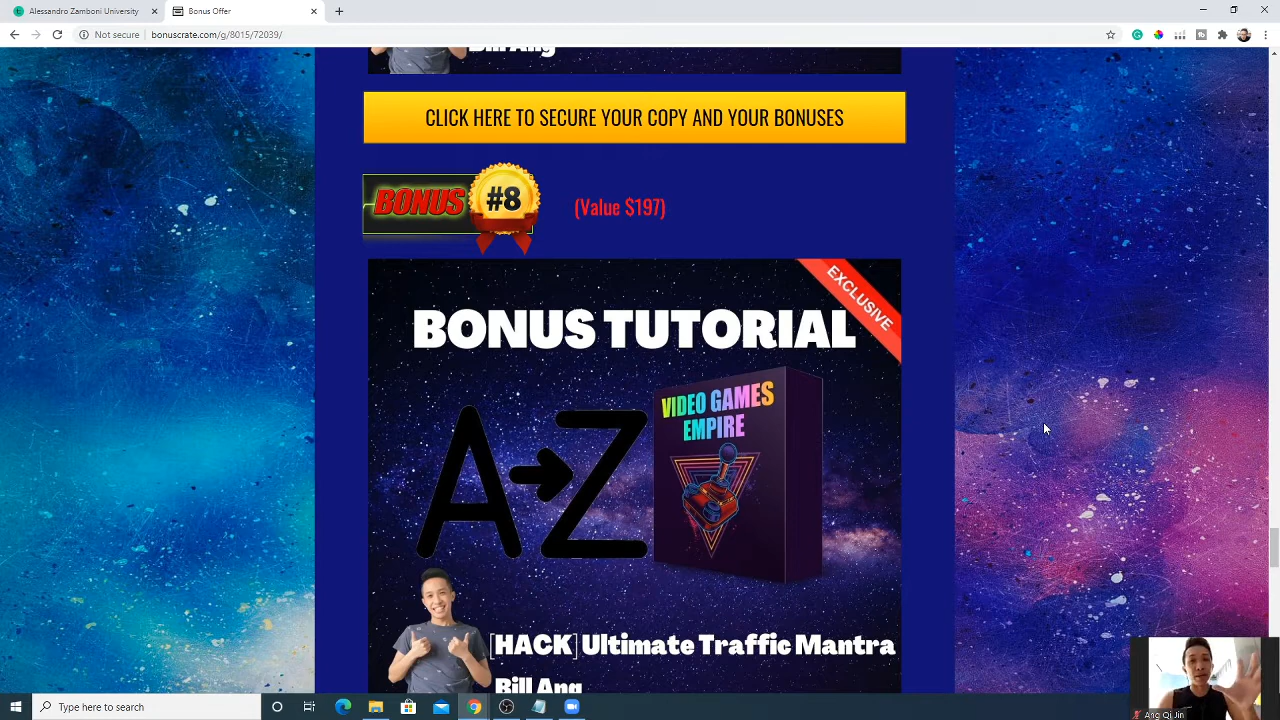 Alessandro Zamboni University
Bonus Offer
Not secure
bonuscrate.com/g/8015/72039/
Bill Ang
CLICK HERE TO SECURE YOUR COPY AND YOUR BONUSES
BONUS #8
(Value $197)
EXCLUSIVE
BONUS TUTORIAL
A Z
VIDEO GAMES
EMPIRE
[HACK] Ultimate Traffic Mantra
Bill Ang
Ang Qi Jin
Type here to search